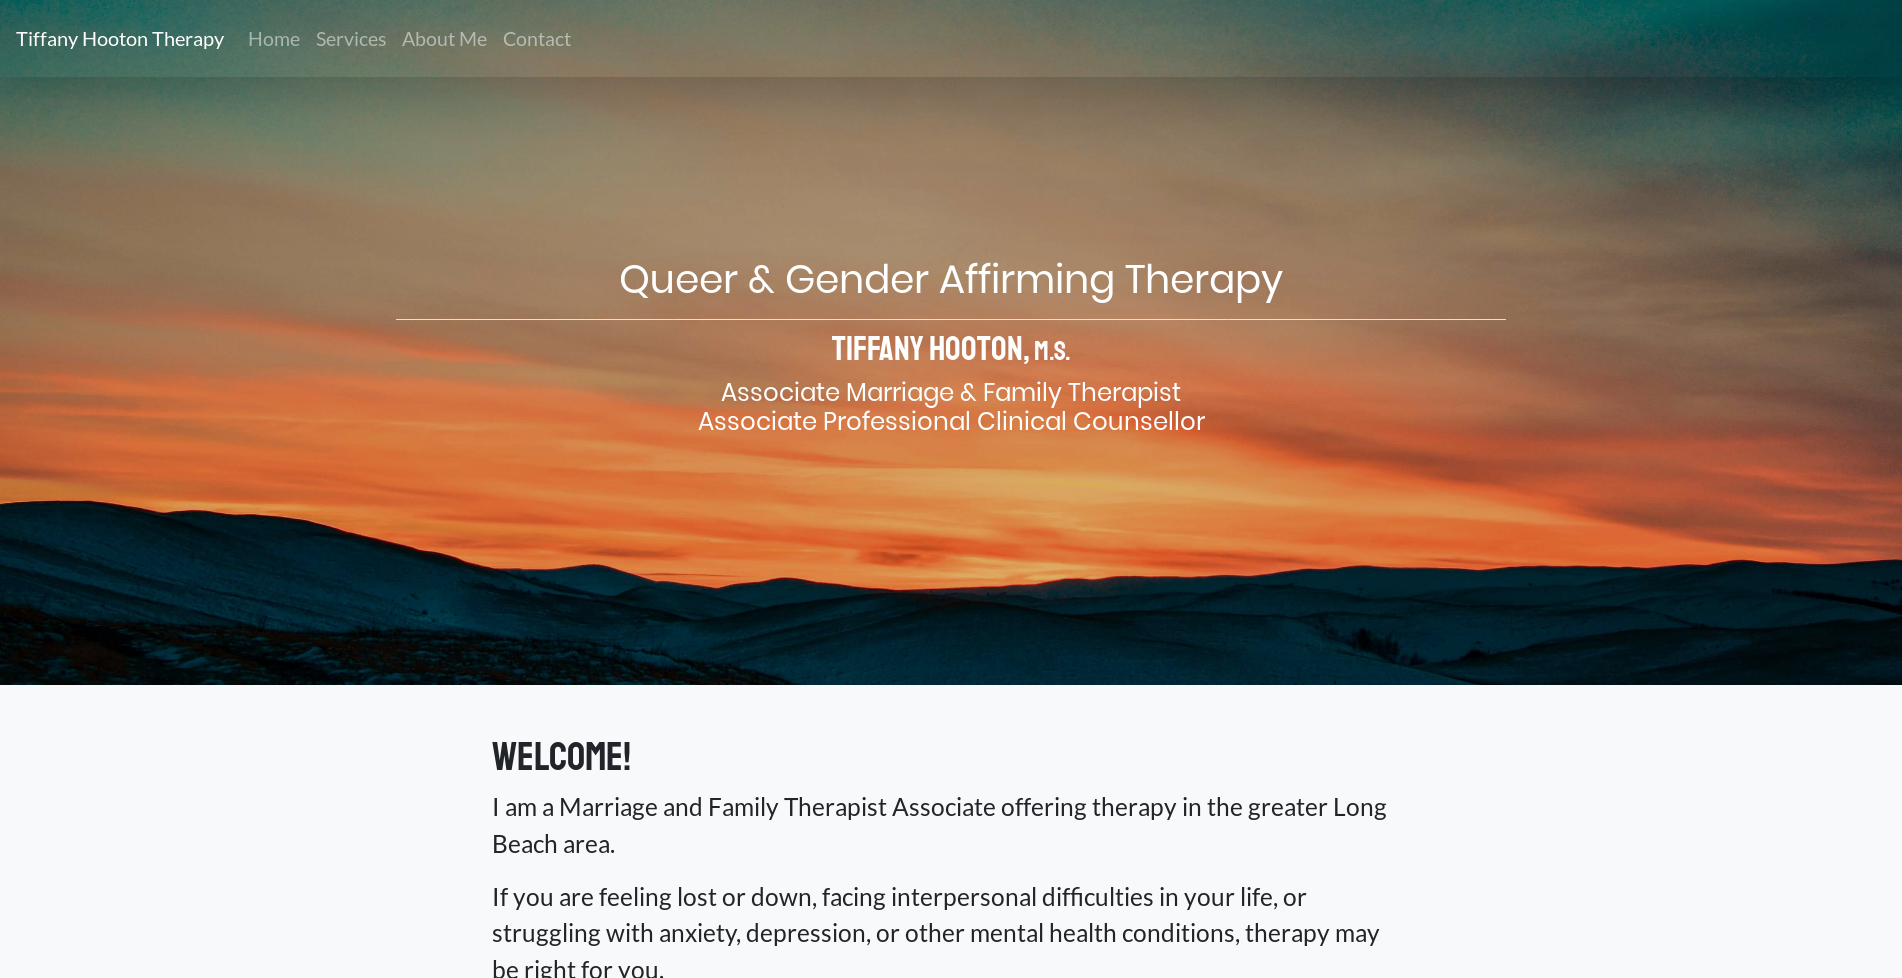 Tiffany Hooton Therapy Home Services About Me Contact
Queer & Gender Affirming Therapy
TIFFANY HOOTON, M.S.
Associate Marriage & Family Therapist
Associate Professional Clinical Counsellor
WELCOME!
I am a Marriage and Family Therapist Associate offering therapy in the greater Long
Beach area.
If you are feeling lost or down, facing interpersonal difficulties in your life, or
struggling with anxiety, depression, or other mental health conditions, therapy may
be right for you.